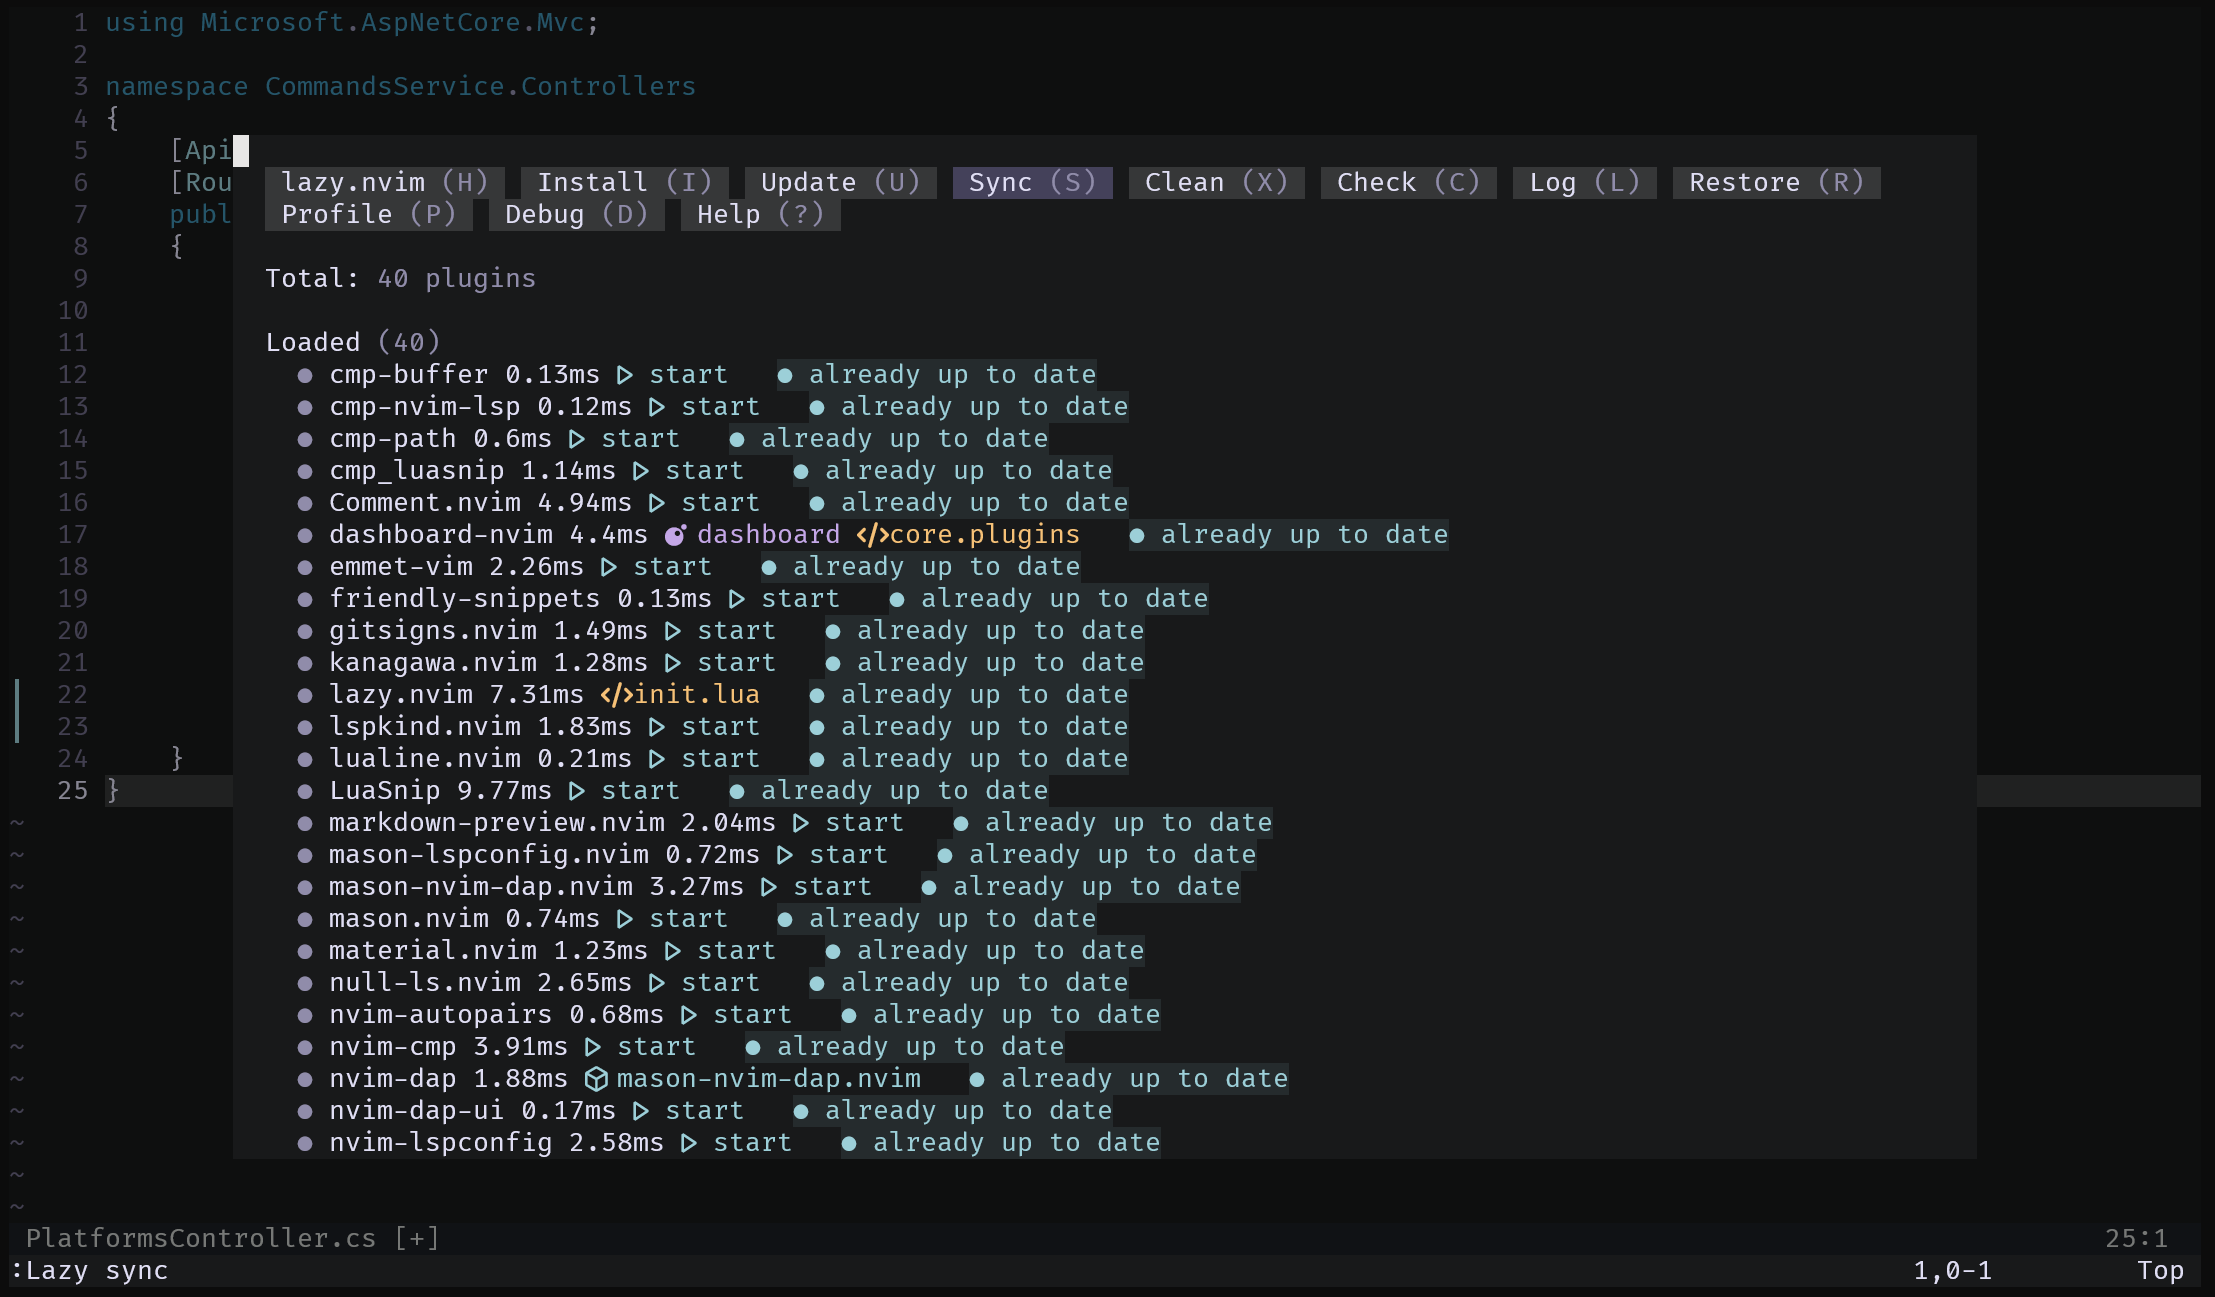 1 using Microsoft.AspNetCore.Mvc;
2
3 namespace CommandsService.Controllers
4 {
5 [Api
6 [Rou lazy.nvim (H) Install (I) Update (U) Sync (S) Clean (X) Check (C) Log (L) Restore (R)
7 publ Profile (P) Debug (D) Help (?)
8 {
9 Total: 40 plugins
10
11 Loaded (40)
12 ● cmp-buffer 0.13ms ▷ start ● already up to date
13 ● cmp-nvim-lsp 0.12ms ▷ start ● already up to date
14 ● cmp-path 0.6ms ▷ start ● already up to date
15 ● cmp_luasnip 1.14ms ▷ start ● already up to date
16 ● Comment.nvim 4.94ms ▷ start ● already up to date
17 ● dashboard-nvim 4.4ms dashboard </>core.plugins ● already up to date
18 ● emmet-vim 2.26ms ▷ start ● already up to date
19 ● friendly-snippets 0.13ms ▷ start ● already up to date
20 ● gitsigns.nvim 1.49ms ▷ start ● already up to date
21 ● kanagawa.nvim 1.28ms ▷ start ● already up to date
22 ● lazy.nvim 7.31ms </>init.lua ● already up to date
23 ● lspkind.nvim 1.83ms ▷ start ● already up to date
24 } ● lualine.nvim 0.21ms ▷ start ● already up to date
25 } ● LuaSnip 9.77ms ▷ start ● already up to date
~ ● markdown-preview.nvim 2.04ms ▷ start ● already up to date
~ ● mason-lspconfig.nvim 0.72ms ▷ start ● already up to date
~ ● mason-nvim-dap.nvim 3.27ms ▷ start ● already up to date
~ ● mason.nvim 0.74ms ▷ start ● already up to date
~ ● material.nvim 1.23ms ▷ start ● already up to date
~ ● null-ls.nvim 2.65ms ▷ start ● already up to date
~ ● nvim-autopairs 0.68ms ▷ start ● already up to date
~ ● nvim-cmp 3.91ms ▷ start ● already up to date
~ ● nvim-dap 1.88ms mason-nvim-dap.nvim ● already up to date
~ ● nvim-dap-ui 0.17ms ▷ start ● already up to date
~ ● nvim-lspconfig 2.58ms ▷ start ● already up to date
~
~
PlatformsController.cs [+] 25:1
:Lazy sync 1,0-1 Top